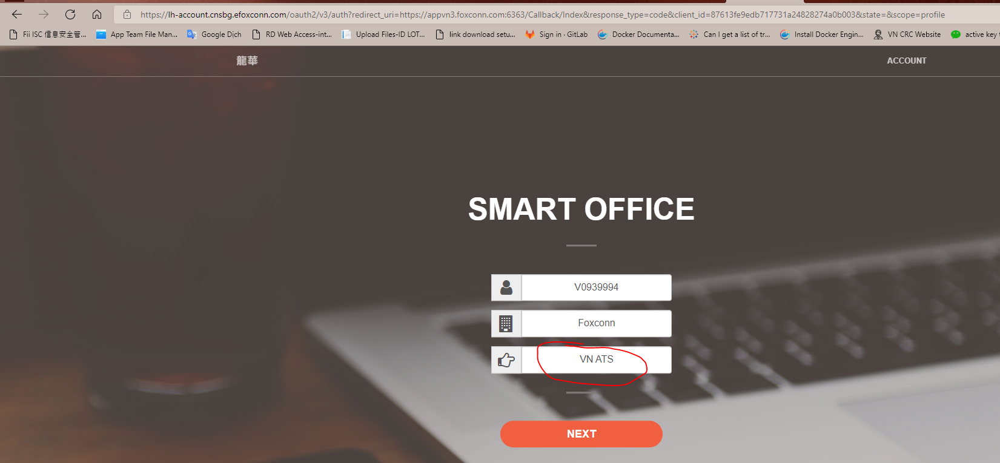 https://lh-account.cnsbg.efoxconn.com/oauth2/v3/auth?redirect_uri=https://appvn3.foxconn.com:6363/Callback/Index&response_type=code&client_id=87613fe9edb717731a24828274a0b003&state=&scope=profile
Fii ISC 信息安全管... App Team File Man... Google Dịch RD Web Access-int... Upload Files-ID LOT... link download setu... Sign in · GitLab Docker Documenta... Can I get a list of tr... Install Docker Engin... VN CRC Website active key
龍華 ACCOUNT
SMART OFFICE
V0939994
Foxconn
VN ATS
NEXT